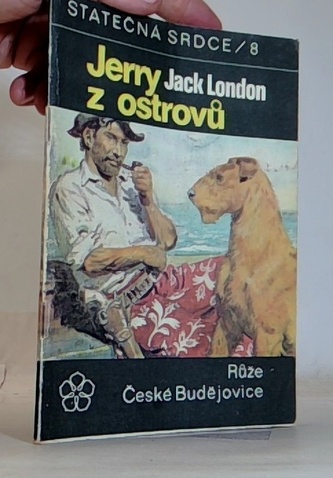 STATEČNÁ SRDCE/8
Jerry Jack London
z ostrovů
Růže
České Budějovice